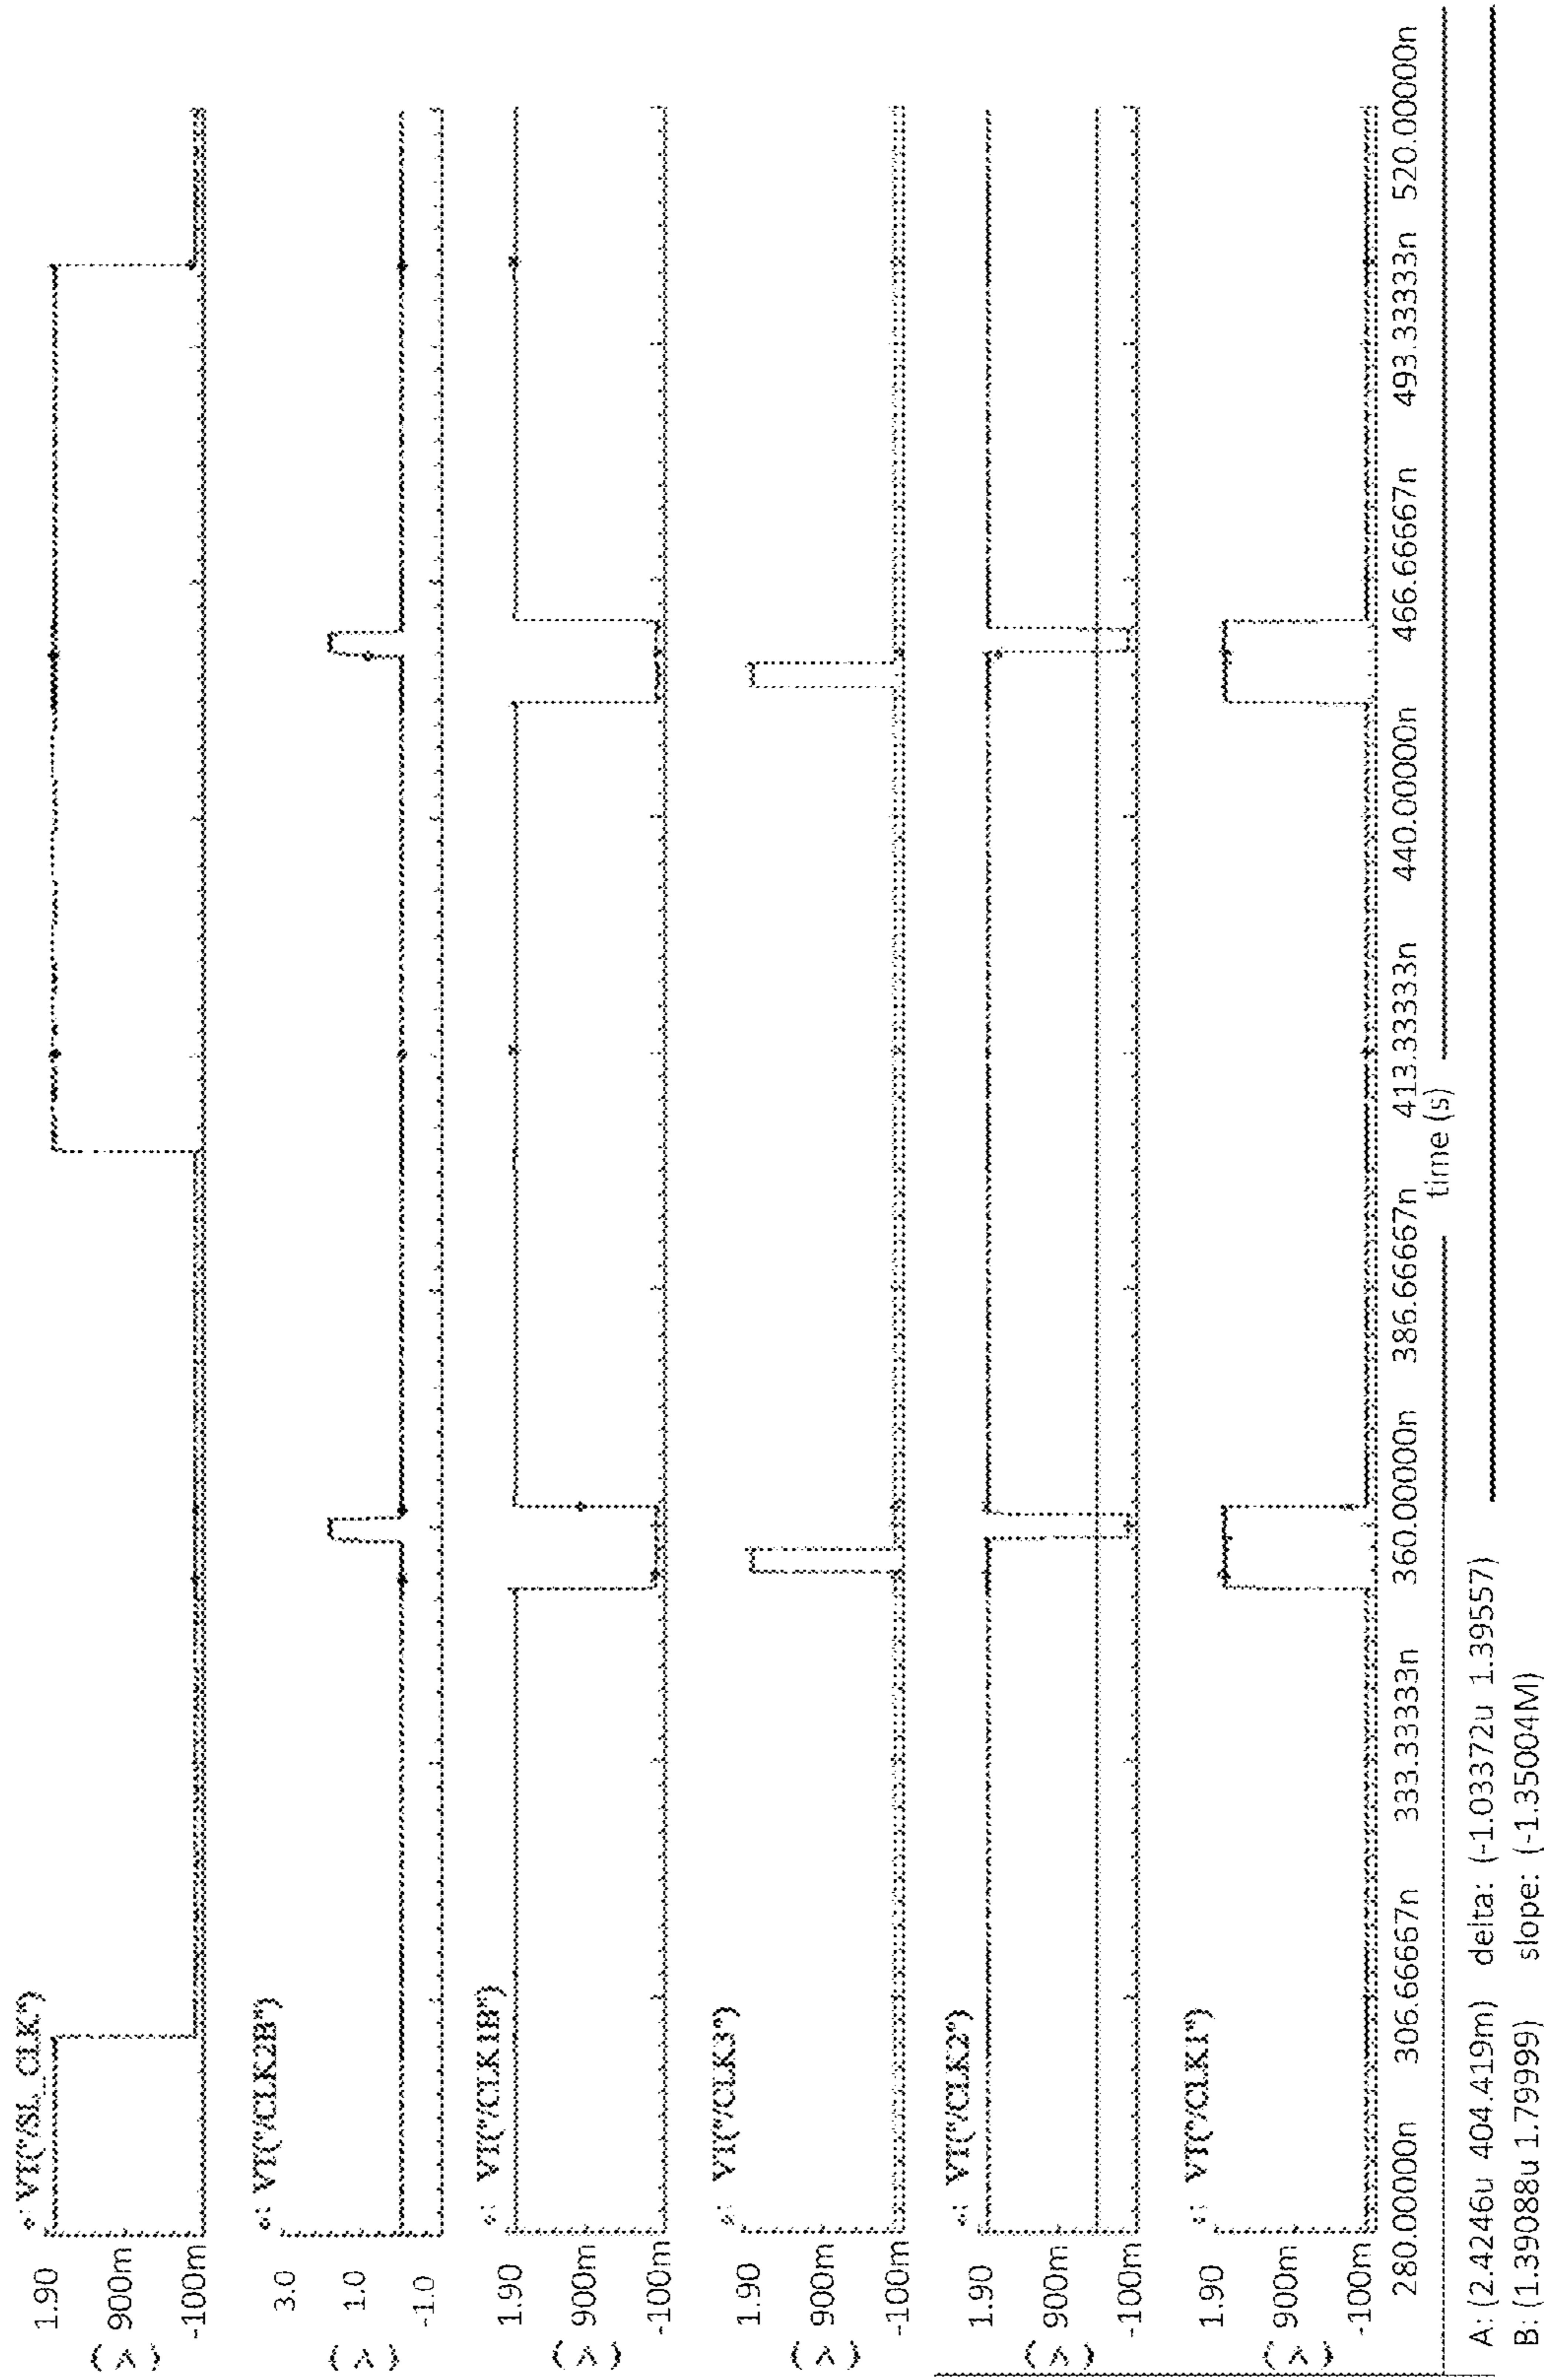 VT("/SL_CLK")
1.90
900m
-100m
(V)
VT("/CLK2B")
3.0
1.0
-1.0
(V)
VT("/CLK1B")
1.90
900m
-100m
(V)
VT("/CLK3")
1.90
900m
-100m
(V)
VT("/CLK2")
1.90
900m
-100m
(V)
VT("/CLK1")
1.90
900m
-100m
(V)
280.00000n 306.66667n 333.33333n 360.00000n 386.66667n 413.33333n 440.00000n 466.66667n 493.33333n 520.00000n
time (s)
A: (2.4246u 404.419m) delta: (-1.03372u 1.39557)
B: (1.39088u 1.79999) slope: (-1.35004M)